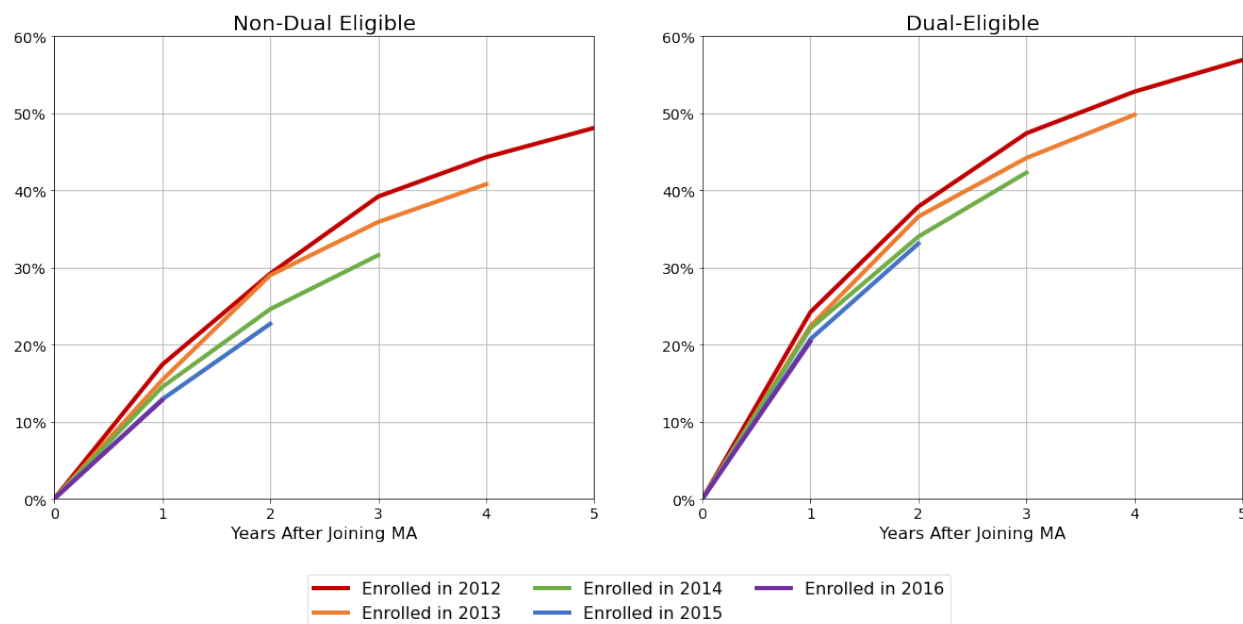 Non-Dual Eligible
60%
50%
40%
30%
20%
10%
0%
0 1 2 3 4 5
Years After Joining MA
Dual-Eligible
60%
50%
40%
30%
20%
10%
0%
0 1 2 3 4 5
Years After Joining MA
Enrolled in 2012 Enrolled in 2014 Enrolled in 2016
Enrolled in 2013 Enrolled in 2015